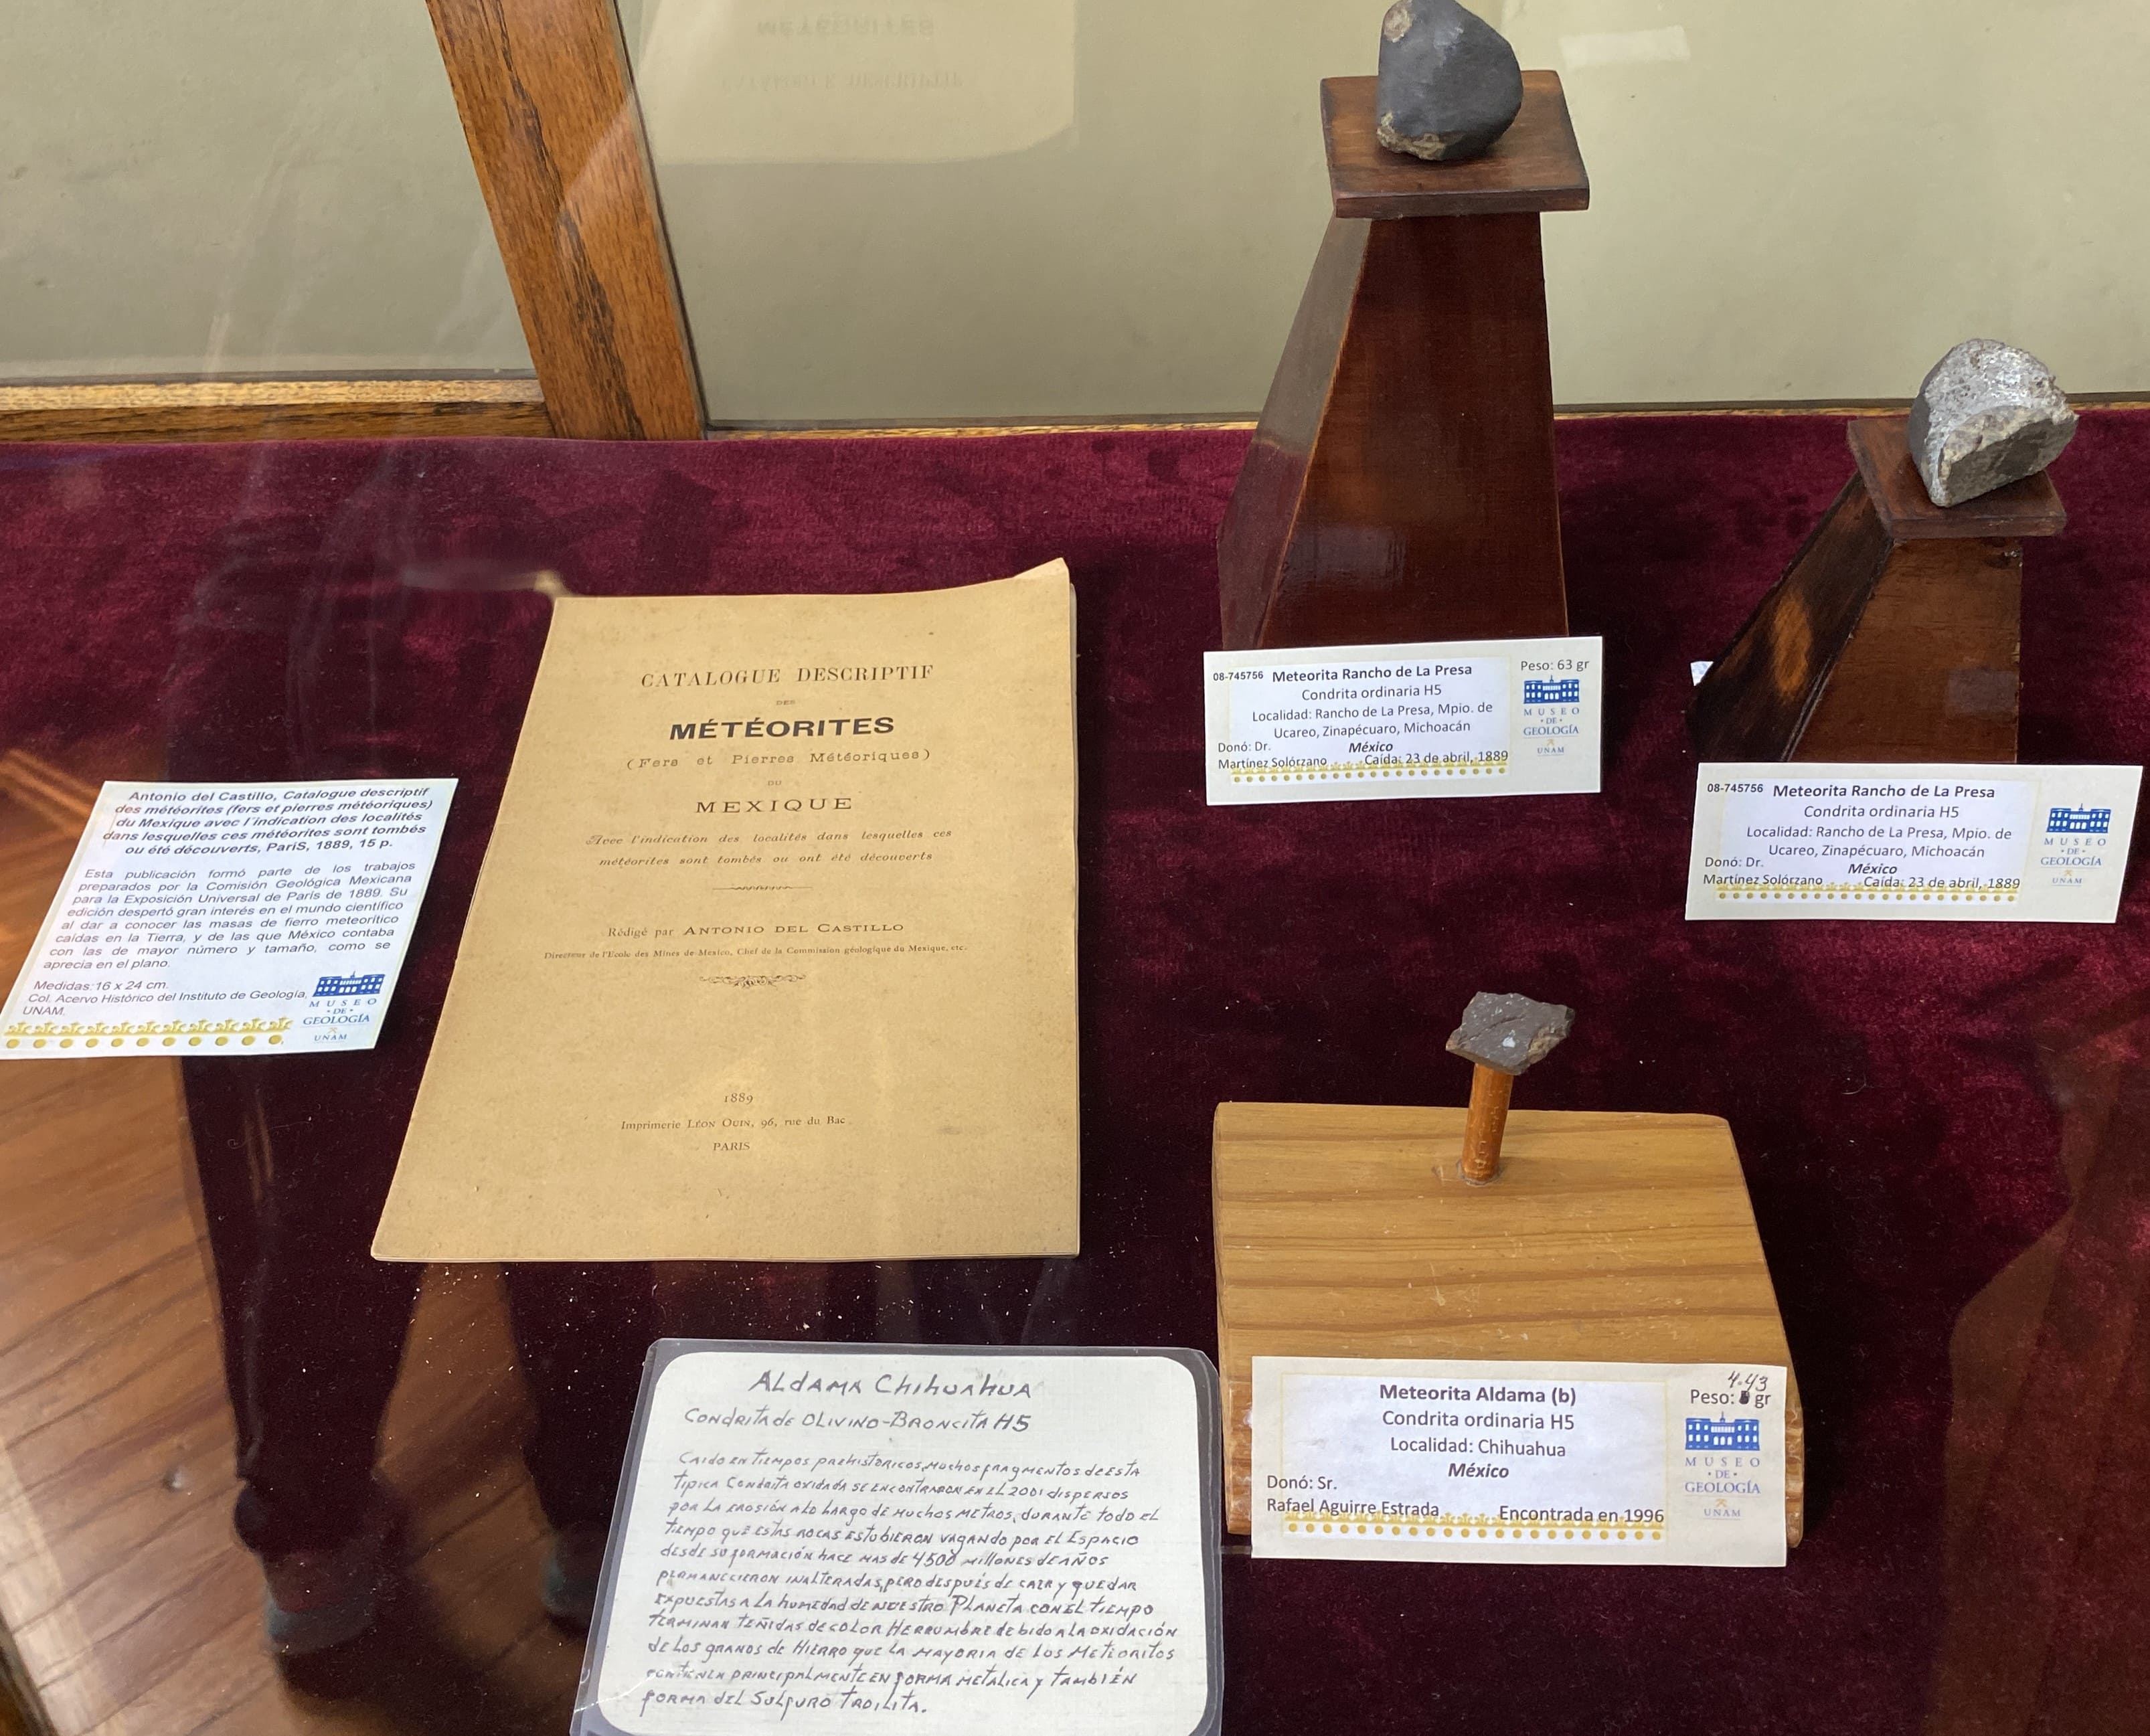 CATALOGUE DESCRIPTIF
DES
MÉTÉORITES
(Fers et Pierres Météoriques)
DU
MEXIQUE
Avec l'indication des localités dans lesquelles ces
météorites sont tombés ou ont été découverts
Rédigé par ANTONIO DEL CASTILLO
Directeur de l'Ecole des Mines de Mexico, Chef de la Commission géologique du Mexique, etc.
1889
Imprimerie LÉON OUIN, 96, rue du Bac
PARIS
Antonio del Castillo, Catalogue descriptif
des météorites (fers et pierres météoriques)
du Mexique avec l´indication des localités
dans lesquelles ces météorites sont tombés
ou été découverts, PariS, 1889, 15 p.
Esta publicación formó parte de los trabajos
preparados por la Comisión Geológica Mexicana
para la Exposición Universal de París de 1889. Su
edición despertó gran interés en el mundo científico
al dar a conocer las masas de fierro meteorítico
caídas en la Tierra, y de las que México contaba
con las de mayor número y tamaño, como se
aprecia en el plano.
Medidas: 16 x 24 cm.
Col. Acervo Histórico del Instituto de Geología,
UNAM.
MUSEO
• DE •
GEOLOGÍA
UNAM
08-745756 Meteorita Rancho de La Presa Peso: 63 gr
Condrita ordinaria H5
Localidad: Rancho de La Presa, Mpio. de
Ucareo, Zinapécuaro, Michoacán
Donó: Dr. México
Martínez Solórzano Caída: 23 de abril, 1889
MUSEO
• DE •
GEOLOGÍA
UNAM
08-745756 Meteorita Rancho de La Presa
Condrita ordinaria H5
Localidad: Rancho de La Presa, Mpio. de
Ucareo, Zinapécuaro, Michoacán
Donó: Dr. México
Martínez Solórzano Caída: 23 de abril, 1889
MUSEO
• DE •
GEOLOGÍA
UNAM
4.43
Meteorita Aldama (b) Peso: gr
Condrita ordinaria H5
Localidad: Chihuahua
México
Donó: Sr.
Rafael Aguirre Estrada Encontrada en 1996
MUSEO
• DE •
GEOLOGÍA
UNAM
ALDAMA CHIHUAHUA
CONDRITA DE OLIVINO-BRONCITA H5
CAIDO EN TIEMPOS PREHISTORICOS, MUCHOS FRAGMENTOS DE ESTA
TIPICA CONDRITA OXIDADA SE ENCONTRARON EN EL 2001 DISPERSOS
POR LA EROSIÓN A LO LARGO DE MUCHOS METROS, DURANTE TODO EL
TIEMPO QUE ESTAS ROCAS ESTUBIERON VAGANDO POR EL ESPACIO
DESDE SU FORMACIÓN HACE MAS DE 4500 MILLONES DE AÑOS
PERMANECIERON INALTERADAS, PERO DESPUÉS DE CAER Y QUEDAR
EXPUESTAS A LA HUMEDAD DE NUESTRO PLANETA CON EL TIEMPO
TERMINAN TEÑIDAS DE COLOR HERRUMBRE DEBIDO A LA OXIDACIÓN
DE LOS GRANOS DE HIERRO QUE LA MAYORIA DE LOS METEORITOS
CONTIENEN PRINCIPALMENTE EN FORMA METALICA Y TAMBIÉN
FORMA DEL SULFURO TROILITA.